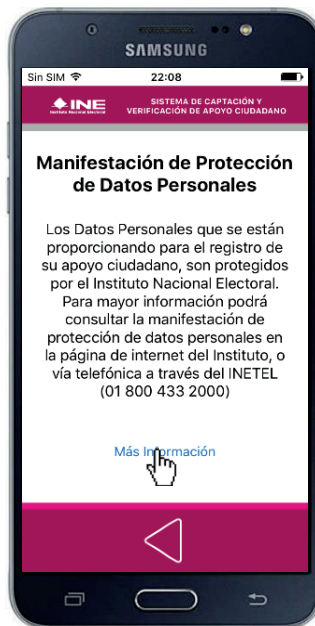 SAMSUNG
Sin SIM 22:08
INE
Instituto Nacional Electoral
SISTEMA DE CAPTACIÓN Y
VERIFICACIÓN DE APOYO CIUDADANO
Manifestación de Protección
de Datos Personales
Los Datos Personales que se están
proporcionando para el registro de
su apoyo ciudadano, son protegidos
por el Instituto Nacional Electoral.
Para mayor información podrá
consultar la manifestación de
protección de datos personales en
la página de internet del Instituto, o
vía telefónica a través del INETEL
(01 800 433 2000)
Más Información